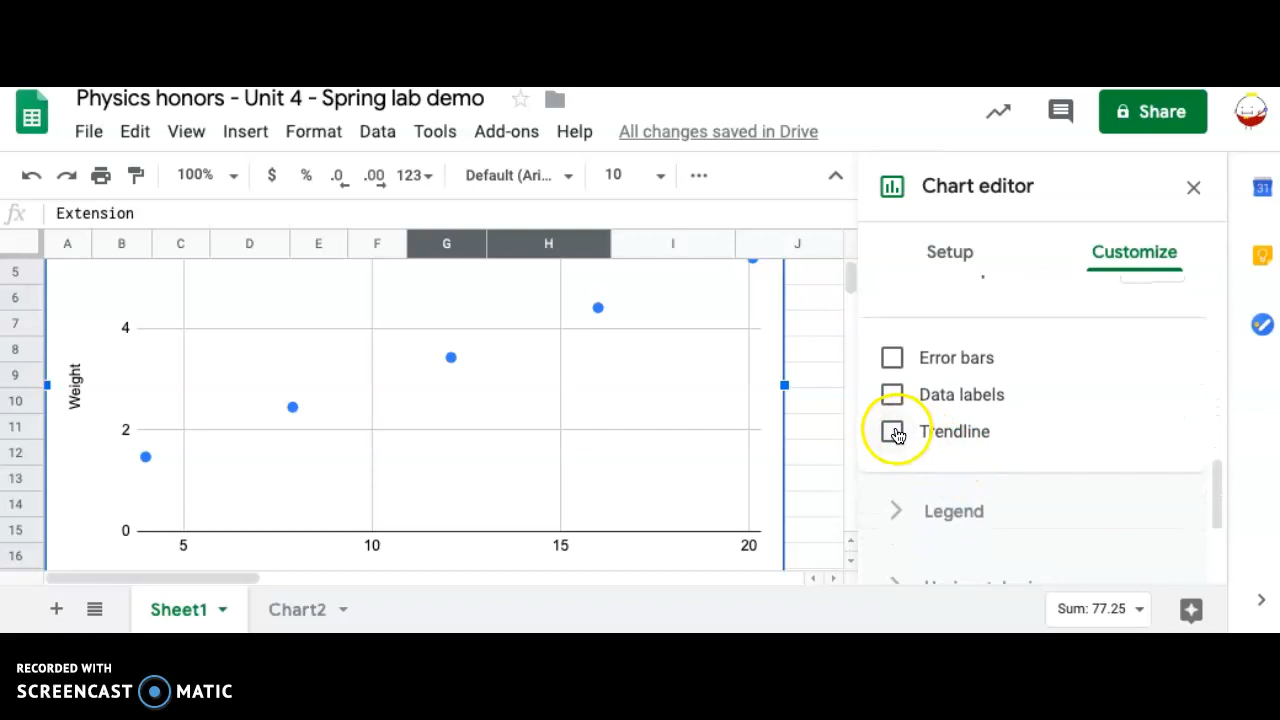 Physics honors - Unit 4 - Spring lab demo
File Edit View Insert Format Data Tools Add-ons Help All changes saved in Drive
Share
100% $ % .0 .00 123 Default (Ari... 10 ...
fx Extension
A B C D E F G H I J
5
6
7
8
9
10
11
12
13
14
15
16
4
2
0
Weight
5 10 15 20
Chart editor
Setup Customize
Error bars
Data labels
Trendline
Legend
31
Sheet1 Chart2 Sum: 77.25
RECORDED WITH
SCREENCAST MATIC